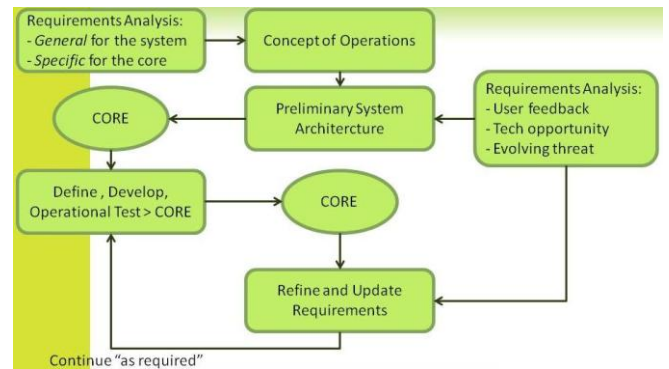 Requirements Analysis:
- General for the system
- Specific for the core
Concept of Operations
Preliminary System
Architercture
Requirements Analysis:
- User feedback
- Tech opportunity
- Evolving threat
CORE
Define , Develop,
Operational Test > CORE
CORE
Refine and Update
Requirements
Continue "as required"